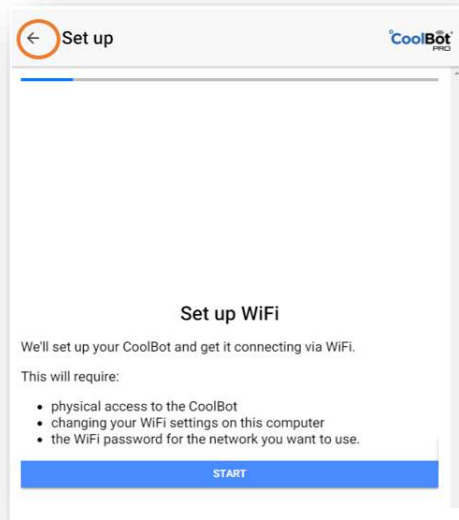 ← Set up
CoolBot
PRO
Set up WiFi
We'll set up your CoolBot and get it connecting via WiFi.
This will require:
• physical access to the CoolBot
• changing your WiFi settings on this computer
• the WiFi password for the network you want to use.
START